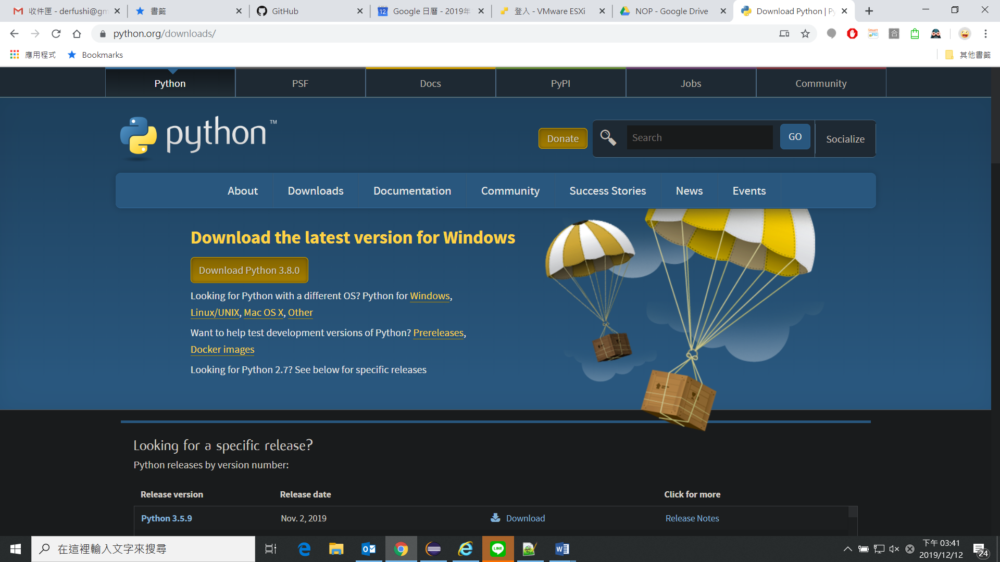 收件匣 - derfushi@gm
書籤
GitHub
12 Google 日曆 - 2019年
登入 - VMware ESXi
NOP - Google Drive
Download Python | Py
python.org/downloads/
應用程式
Bookmarks
其他書籤
Python
PSF
Docs
PyPI
Jobs
Community
python™
Donate
Search
GO
Socialize
About
Downloads
Documentation
Community
Success Stories
News
Events
Download the latest version for Windows
Download Python 3.8.0
Looking for Python with a different OS? Python for Windows,
Linux/UNIX, Mac OS X, Other
Want to help test development versions of Python? Prereleases,
Docker images
Looking for Python 2.7? See below for specific releases
Looking for a specific release?
Python releases by version number:
Release version
Release date
Click for more
Python 3.5.9
Nov. 2, 2019
Download
Release Notes
在這裡輸入文字來搜尋
LINE
下午 03:41
2019/12/12
24